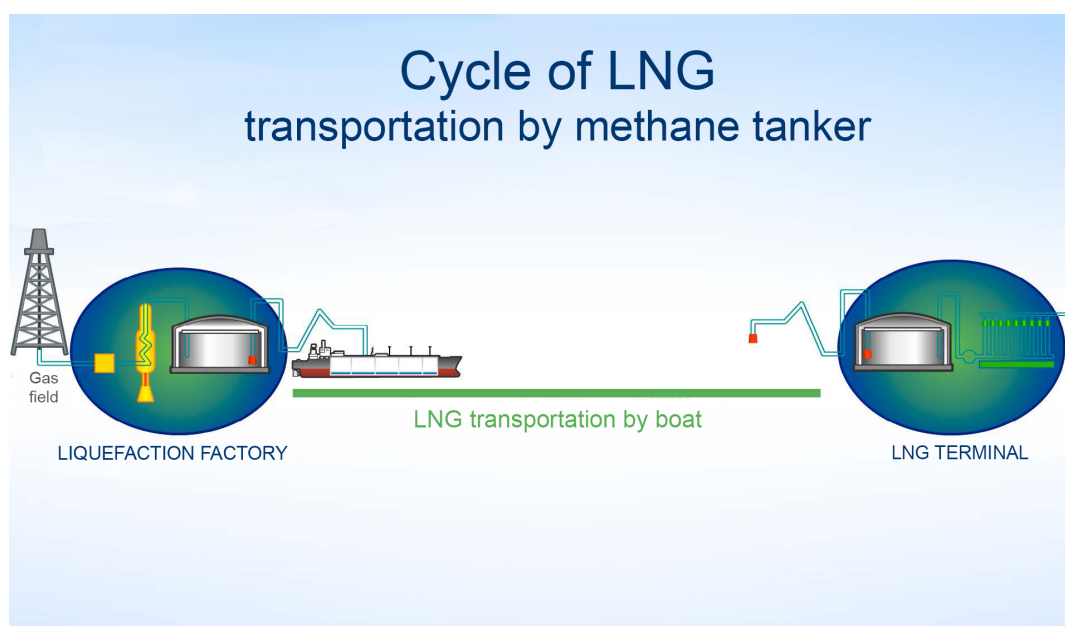 Cycle of LNG
transportation by methane tanker
Gas
field
LNG transportation by boat
LIQUEFACTION FACTORY
LNG TERMINAL